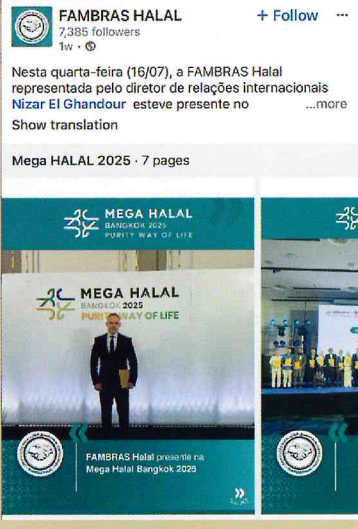 FAMBRAS HALAL
+ Follow ...
7,385 followers
1w •
Nesta quarta-feira (16/07), a FAMBRAS Halal
representada pelo diretor de relações internacionais
Nizar El Ghandour esteve presente no ...more
Show translation
Mega HALAL 2025 · 7 pages
MEGA HALAL
BANGKOK 2025
PURITY WAY OF LIFE
MEGA HALAL
BANGKOK 2025
PURITY WAY OF LIFE
FAMBRAS Halal presente na
Mega Halal Bangkok 2025